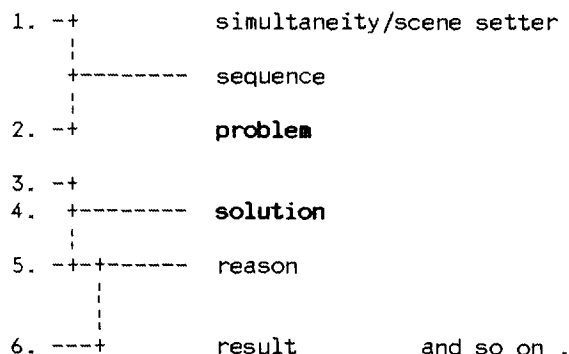 1. -+ simultaneity/scene setter
+-------- sequence
2. -+ problem
3. -+
4. +-------- solution
5. -+-+------ reason
6. ---+ result and so on .